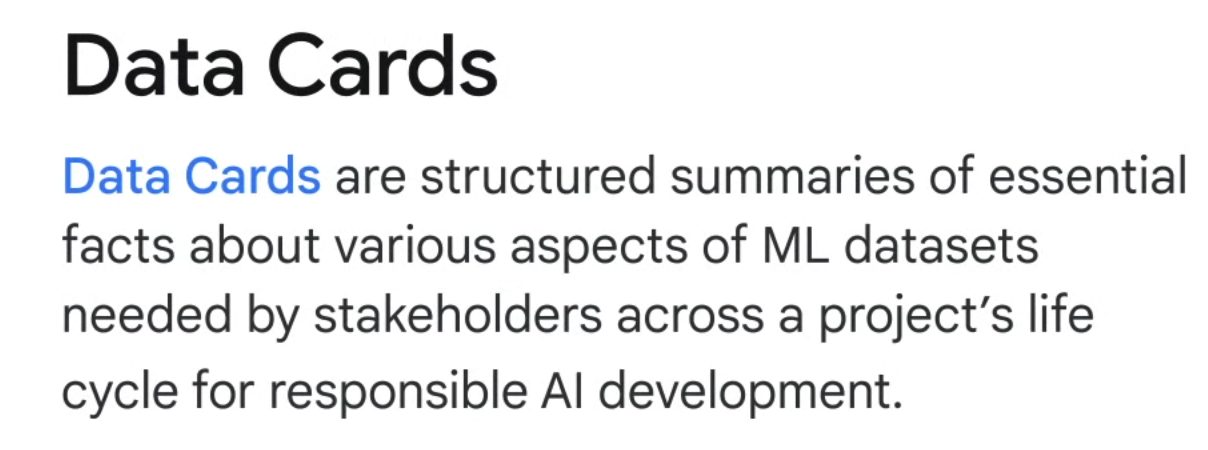 Data Cards
Data Cards are structured summaries of essential
facts about various aspects of ML datasets
needed by stakeholders across a project’s life
cycle for responsible AI development.